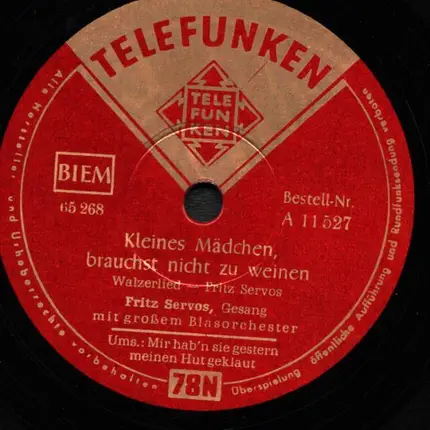 TELEFUNKEN
TELE
FUN
KEN
BIEM
65 268
Bestell-Nr.
A 11527
Kleines Mädchen,
brauchst nicht zu weinen
Walzerlied - Fritz Servos
Fritz Servos, Gesang
mit großem Blasorchester
Ums.: Mir hab'n sie gestern
meinen Hut geklaut
78N
Alle Hersteller- und Urheberrechte vorbehalten
Überspielung öffentliche Aufführung und Rundfunksendung verboten